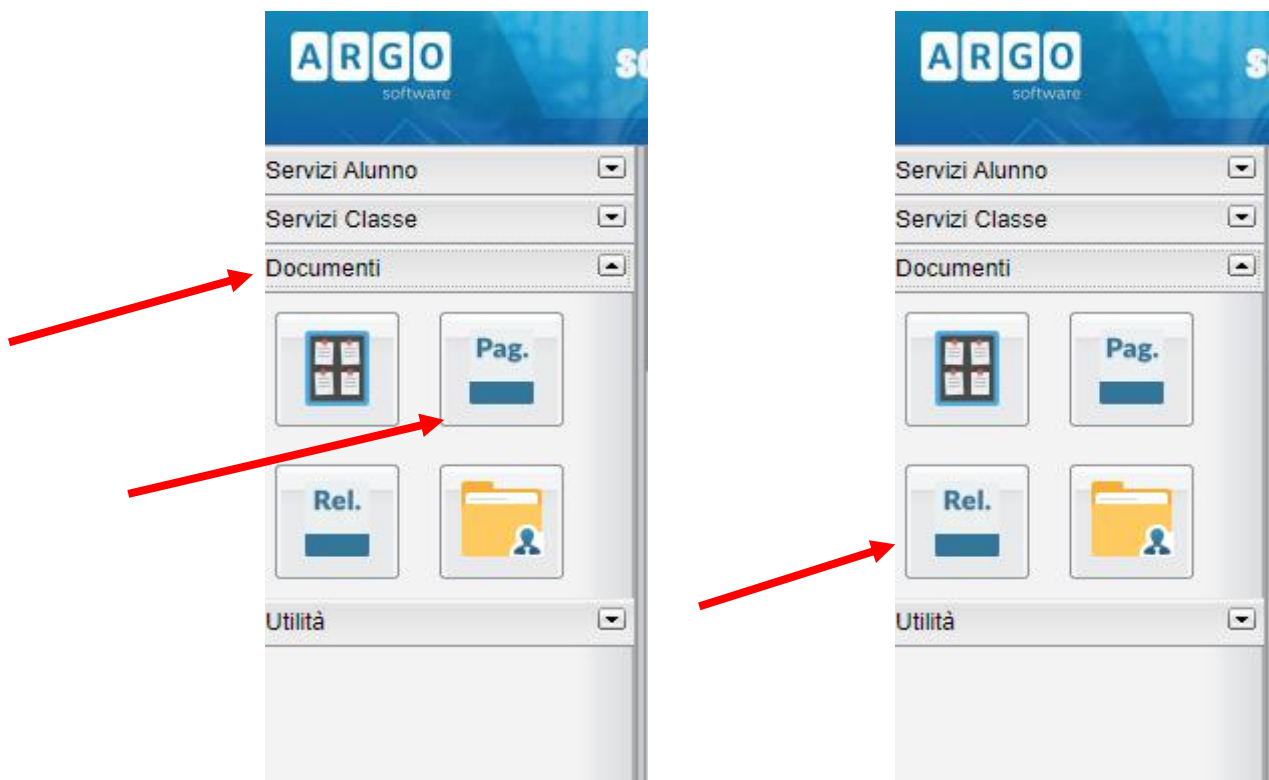 ARGO
software
Servizi Alunno
Servizi Classe
Documenti
Pag.
Rel.
Utilità
ARGO
software
Servizi Alunno
Servizi Classe
Documenti
Pag.
Rel.
Utilità